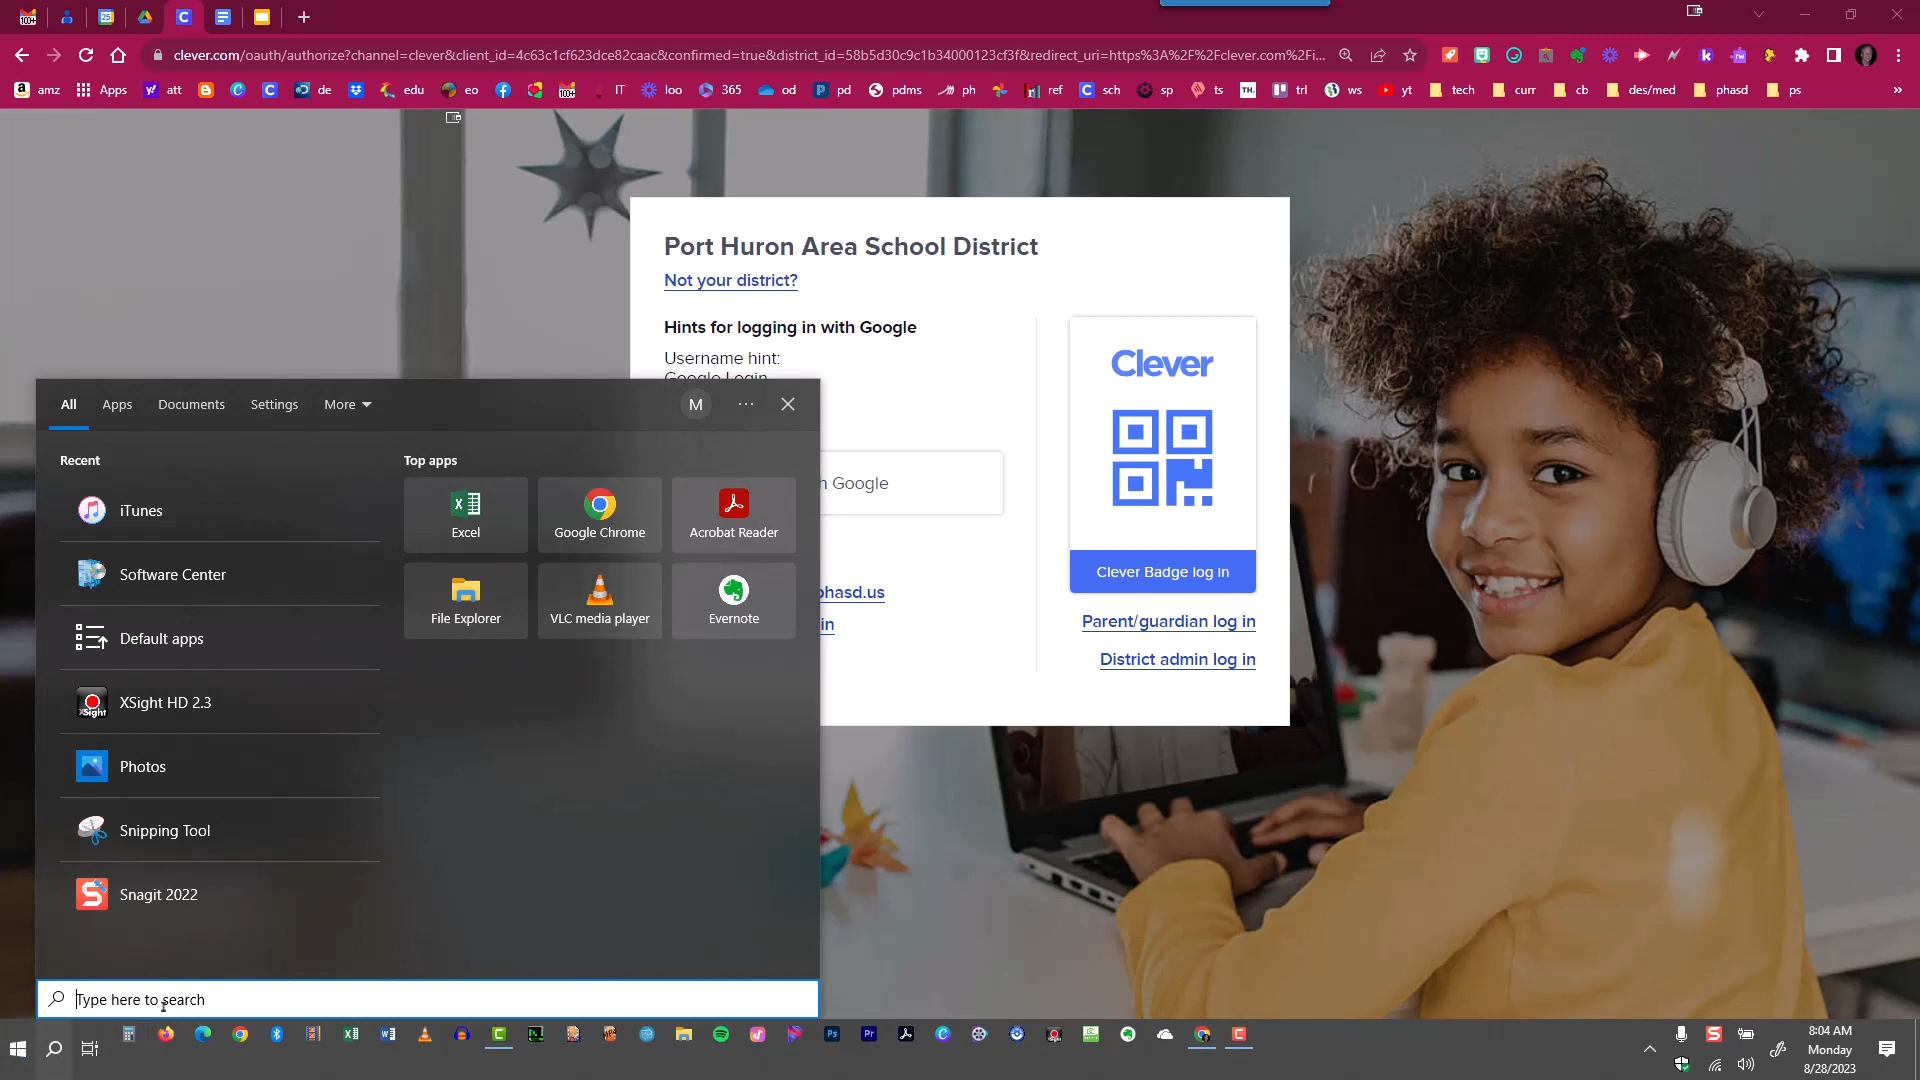 clever.com/oauth/authorize?channel=clever&client_id=4c63c1cf623dce82caac&confirmed=true&district_id=58b5d30c9c1b34000123cf3f&redirect_uri=https%3A%2F%2Fclever.com%2Fi...
amz Apps att de edu eo IT loo 365 od pd pdms ph ref sch sp ts trl ws yt tech curr cb des/med phasd ps »
Port Huron Area School District
Not your district?
Hints for logging in with Google
Username hint:
Google Login
Google
phasd.us
in
Clever
Clever Badge log in
Parent/guardian log in
District admin log in
All Apps Documents Settings More M ...
Recent
iTunes
Software Center
Default apps
XSight HD 2.3
Photos
Snipping Tool
Snagit 2022
Top apps
Excel Google Chrome Acrobat Reader
File Explorer VLC media player Evernote
Type here to search
8:04 AM
Monday
8/28/2023